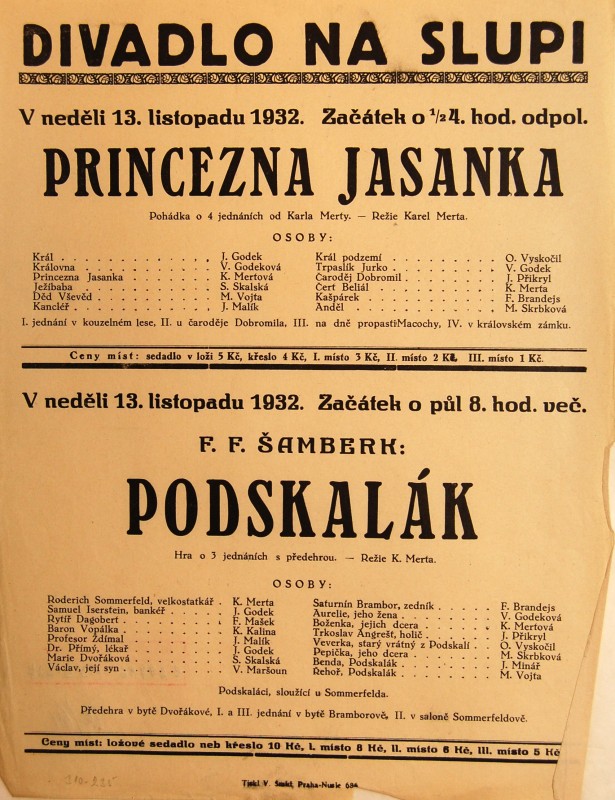 DIVADLO NA SLUPI
V neděli 13. listopadu 1932. Začátek o ½4. hod. odpol.
PRINCEZNA JASANKA
Pohádka o 4 jednáních od Karla Merty. — Režie Karel Merta.
OSOBY:
Král . . . . . . . . . . . J. Godek
Královna . . . . . . . . . V. Godeková
Princezna Jasanka . . . . . . K. Mertová
Ježíbaba . . . . . . . . . S. Skalská
Děd Vševěd . . . . . . . . M. Vojta
Kancléř . . . . . . . . . . J. Malík
Král podzemí . . . . . . . . O. Vyskočil
Trpaslík Jurko . . . . . . . . V. Godek
Čaroděj Dobromil . . . . . . . J. Přikryl
Čert Beliál . . . . . . . . . K. Merta
Kašpárek . . . . . . . . . . F. Brandejs
Anděl . . . . . . . . . . . M. Skrbková
I. jednání v kouzelném lese, II. u čaroděje Dobromila, III. na dně propasti Macochy, IV. v královském zámku.
Ceny míst: sedadlo v loži 5 Kč, křeslo 4 Kč, I. místo 3 Kč, II. místo 2 Kč, III. místo 1 Kč.
V neděli 13. listopadu 1932. Začátek o půl 8. hod. več.
F. F. ŠAMBERK:
PODSKALÁK
Hra o 3 jednáních s předehrou. — Režie K. Merta.
OSOBY:
Roderich Sommerfeld, velkostatkář . K. Merta
Samuel Iserstein, bankéř . . . . . J. Godek
Rytíř Dagobert . . . . . . . . F. Mašek
Baron Vopálka . . . . . . . . K. Kalina
Profesor Ždímal . . . . . . . . J. Malík
Dr. Přímý, lékař . . . . . . . . J. Godek
Marie Dvořáková . . . . . . . S. Skalská
Václav, její syn . . . . . . . . V. Maršoun
Saturnín Brambor, zedník . . . . . F. Brandejs
Aurelie, jeho žena . . . . . . . V. Godeková
Boženka, jejich dcera . . . . . . K. Mertová
Trkoslav Angrešt, holič . . . . . . J. Přikryl
Veverka, starý vrátný z Podskalí . . O. Vyskočil
Pepička, jeho dcera . . . . . . . M. Skrbková
Benda, Podskalák . . . . . . . . J. Minář
Řehoř, Podskalák . . . . . . . . M. Vojta
Podskaláci, sloužící u Sommerfelda.
Předehra v bytě Dvořákové, I. a III. jednání v bytě Bramborově, II. v saloně Sommerfeldově.
Ceny míst: ložové sedadlo neb křeslo 10 Kč, I. místo 8 Kč, II. místo 6 Kč, III. místo 5 Kč
Tiskl V. Praha-Nusle